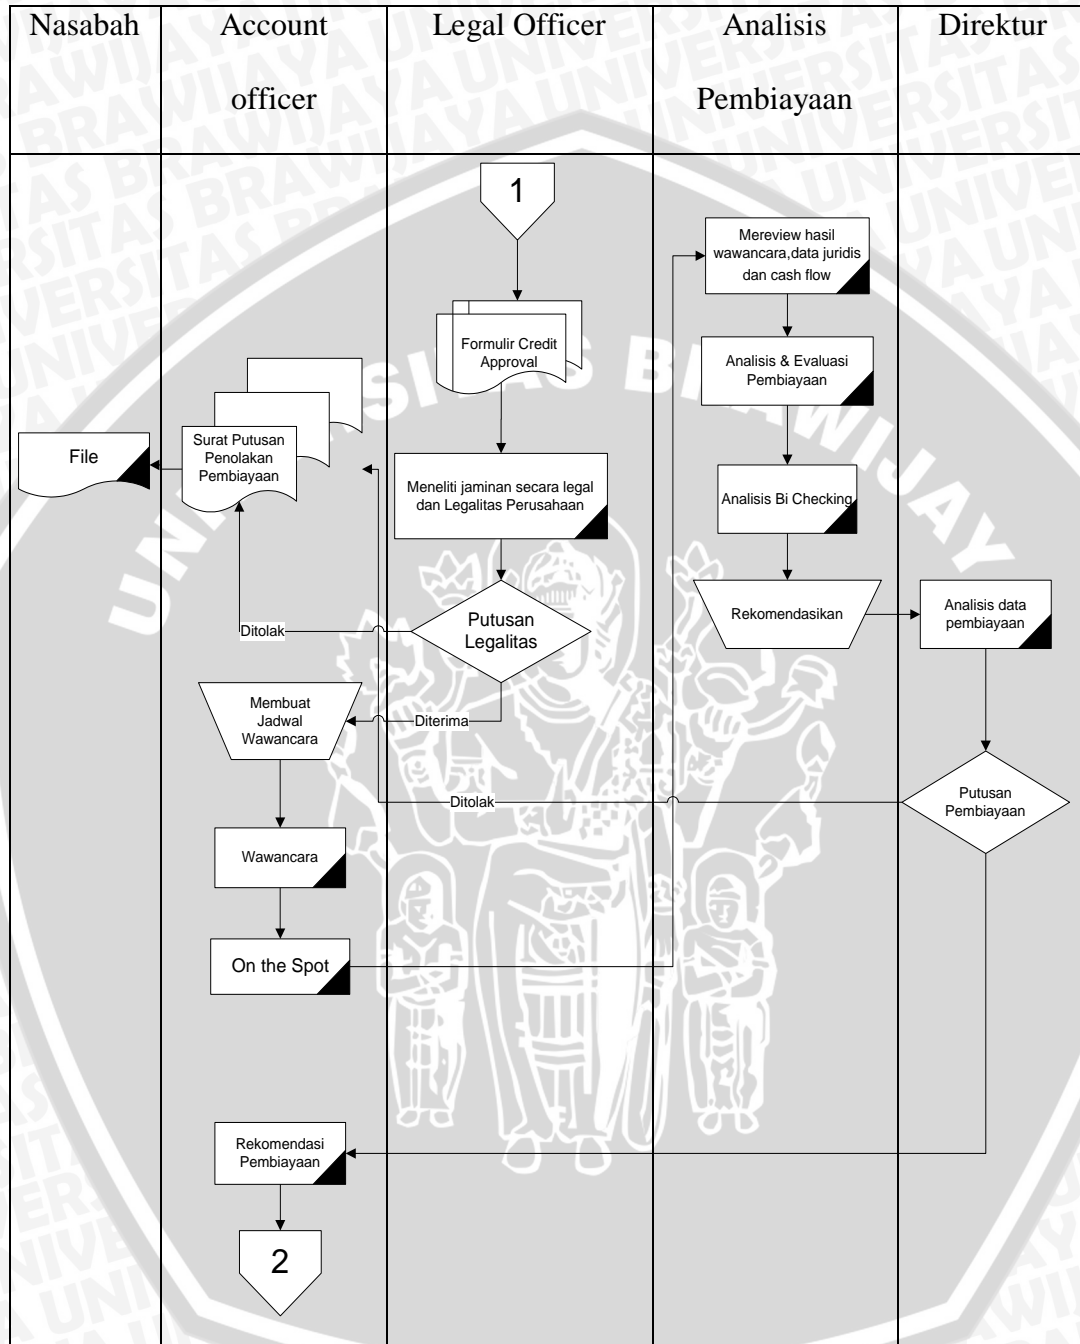 Nasabah
Account
officer
Legal Officer
Analisis
Pembiayaan
Direktur
1
Formulir Credit
Approval
Meneliti jaminan secara legal
dan Legalitas Perusahaan
Putusan
Legalitas
Ditolak
Diterima
Surat Putusan
Penolakan
Pembiayaan
File
Membuat
Jadwal
Wawancara
Wawancara
On the Spot
Mereview hasil
wawancara,data juridis
dan cash flow
Analisis & Evaluasi
Pembiayaan
Analisis Bi Checking
Rekomendasikan
Analisis data
pembiayaan
Putusan
Pembiayaan
Ditolak
Rekomendasi
Pembiayaan
2